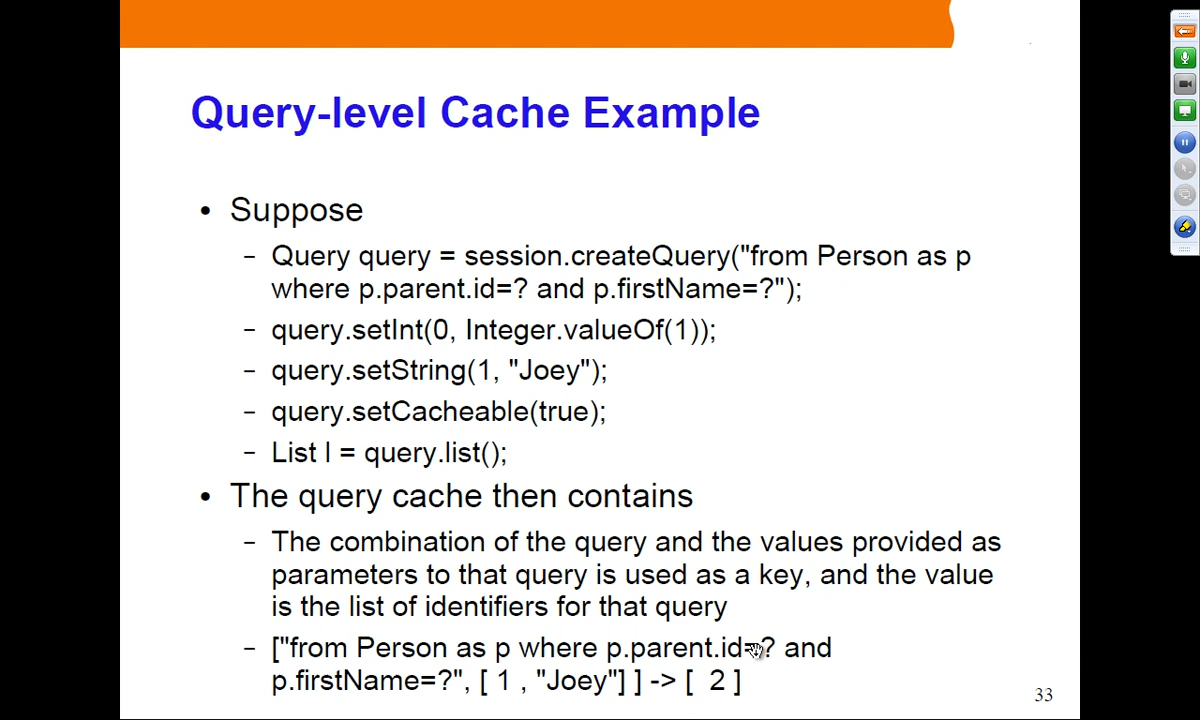 Query-level Cache Example
• Suppose
– Query query = session.createQuery("from Person as p
where p.parent.id=? and p.firstName=?");
– query.setInt(0, Integer.valueOf(1));
– query.setString(1, "Joey");
– query.setCacheable(true);
– List l = query.list();
• The query cache then contains
– The combination of the query and the values provided as
parameters to that query is used as a key, and the value
is the list of identifiers for that query
– ["from Person as p where p.parent.id=? and
p.firstName=?", [ 1 , "Joey"] ] -> [ 2 ]
33